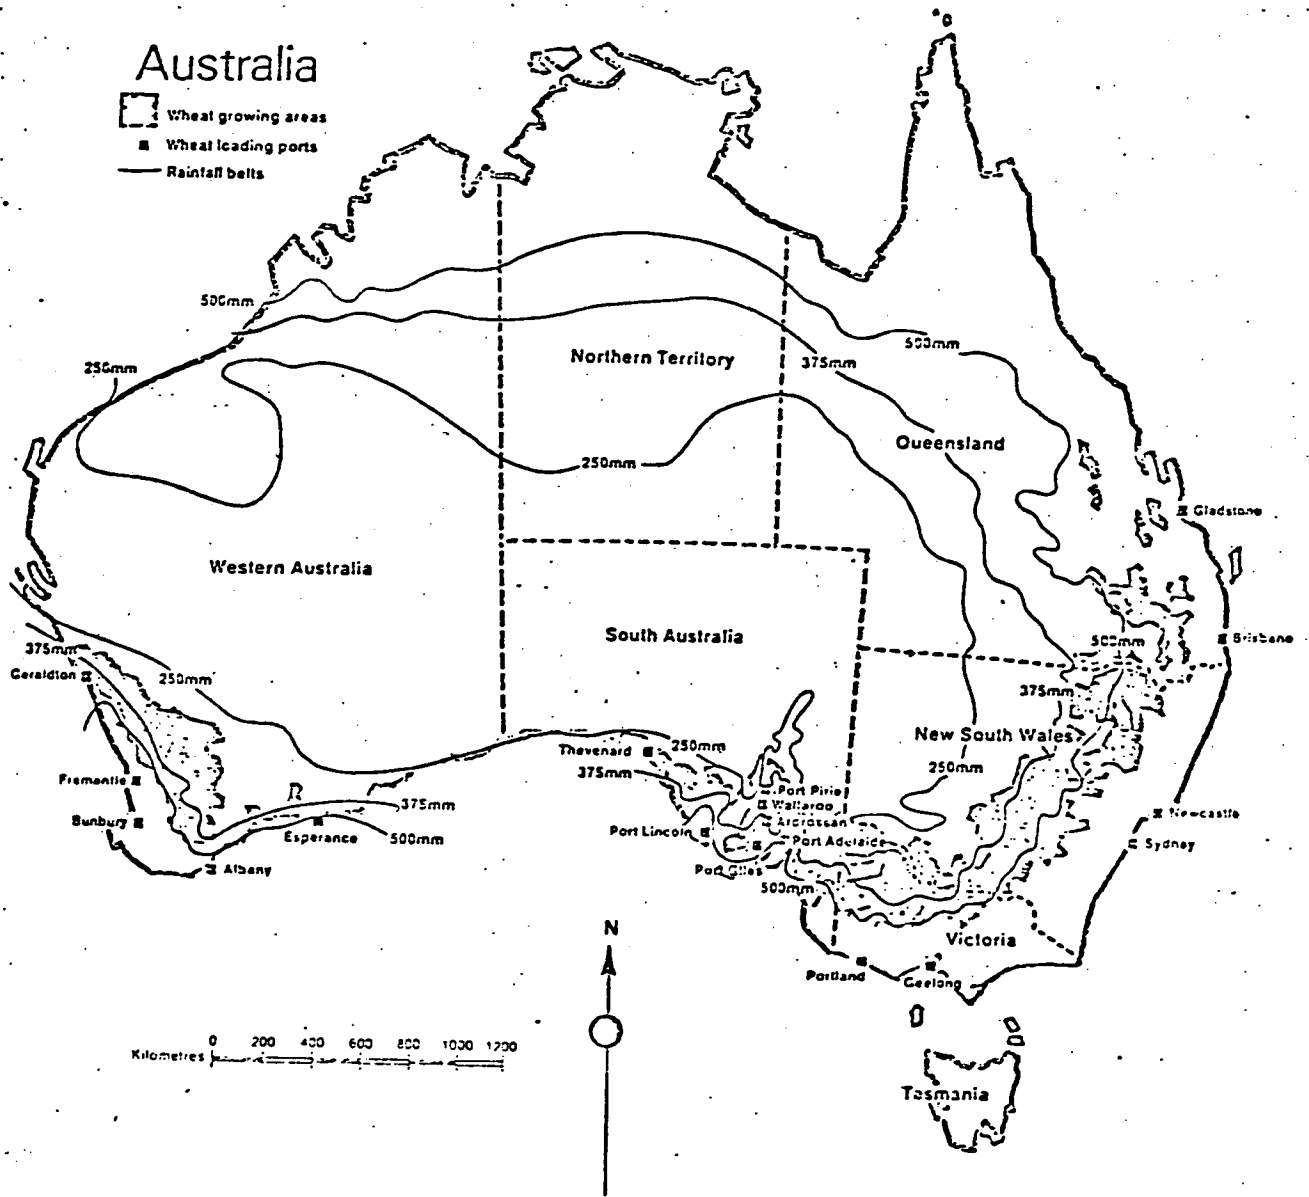 Australia
Wheat growing areas
Wheat loading ports
Rainfall belts
500mm
250mm
Northern Territory
375mm
500mm
Queensland
250mm
Gladstone
Western Australia
South Australia
500mm
Brisbane
375mm
Geraldton
250mm
375mm
New South Wales
Thevenard
250mm
375mm
250mm
Fremantle
Port Pirie
Wallaroo
375mm
Bunbury
Ardrossan
Newcastle
Esperance
500mm
Port Lincoln
Port Adelaide
Sydney
Albany
Port Giles
500mm
N
Victoria
Portland
Geelong
0 200 400 600 800 1000 1200
Kilometres
Tasmania